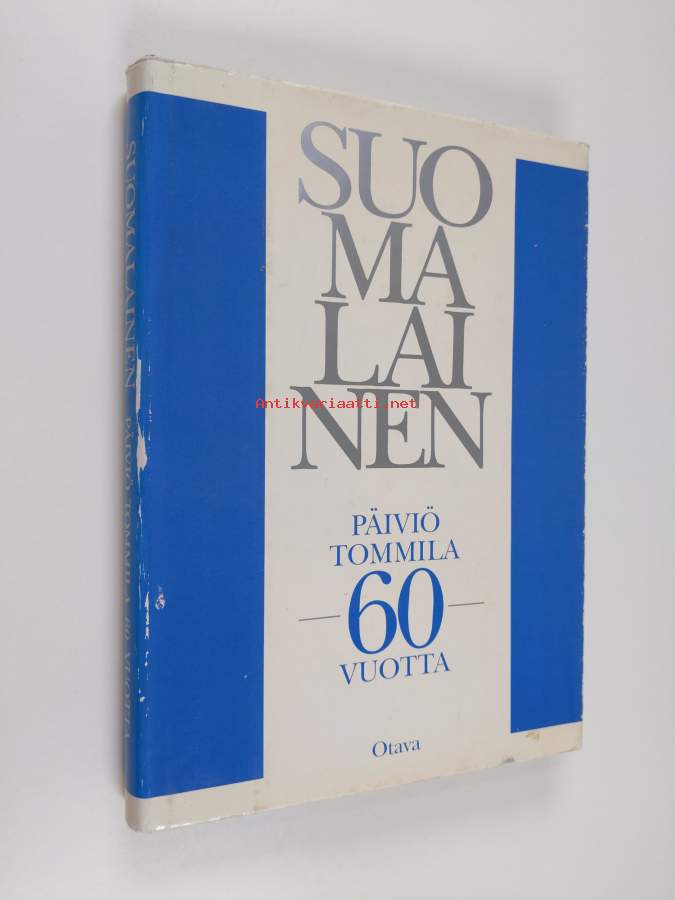 SUO
MA
LAI
NEN
PÄIVIÖ
TOMMILA
60
VUOTTA
Otava
SUOMALAINEN PÄIVIÖ TOMMILA 60 VUOTTA
Antikvariaatti.net